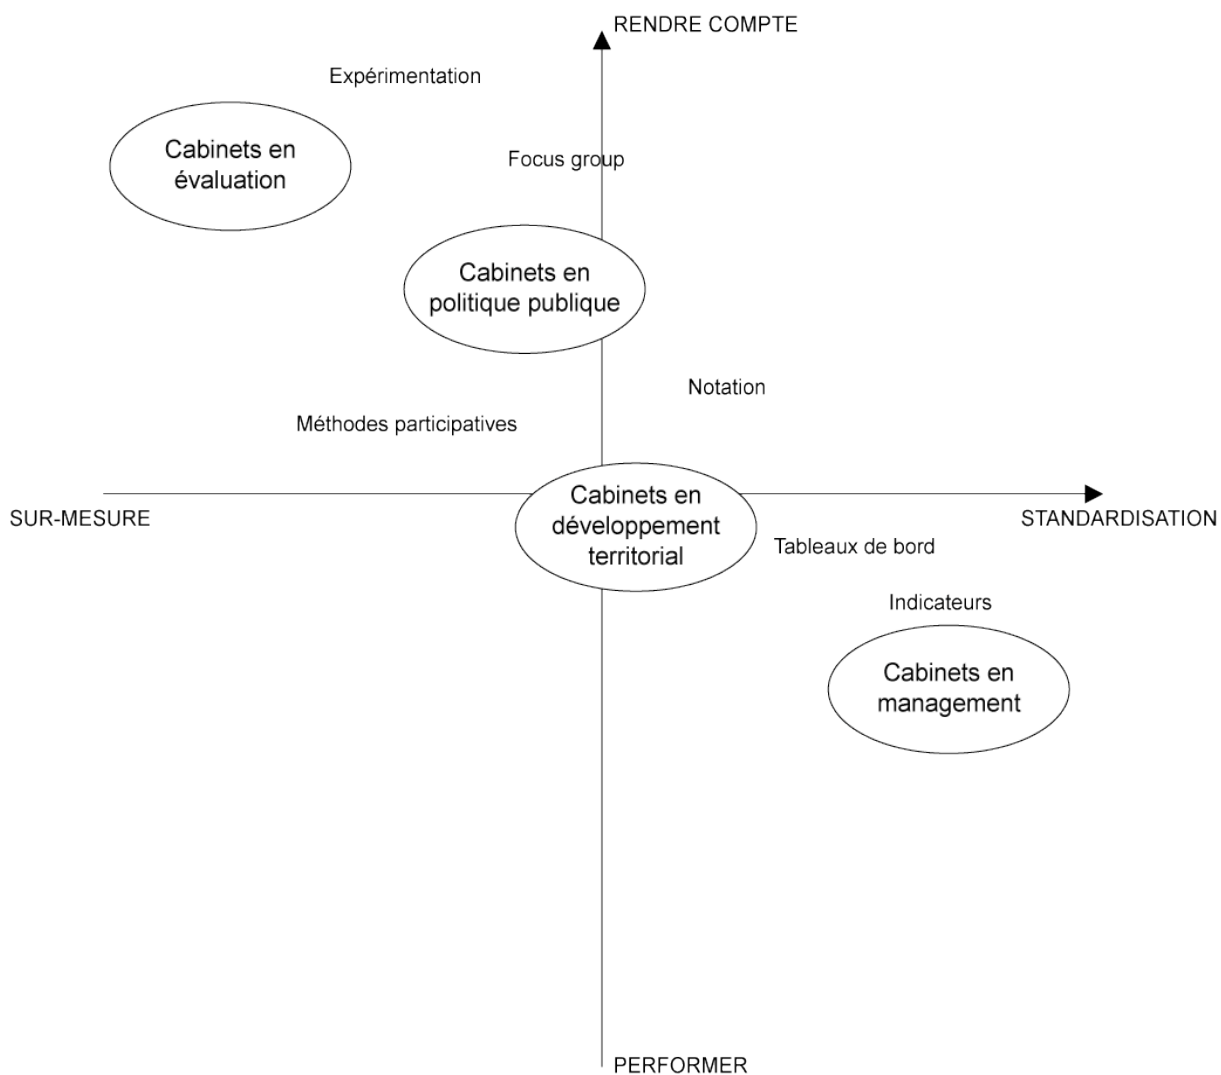 RENDRE COMPTE
Expérimentation
Cabinets en
évaluation
Focus group
Cabinets en
politique publique
Notation
Méthodes participatives
SUR-MESURE
Cabinets en
développement
territorial
STANDARDISATION
Tableaux de bord
Indicateurs
Cabinets en
management
PERFORMER